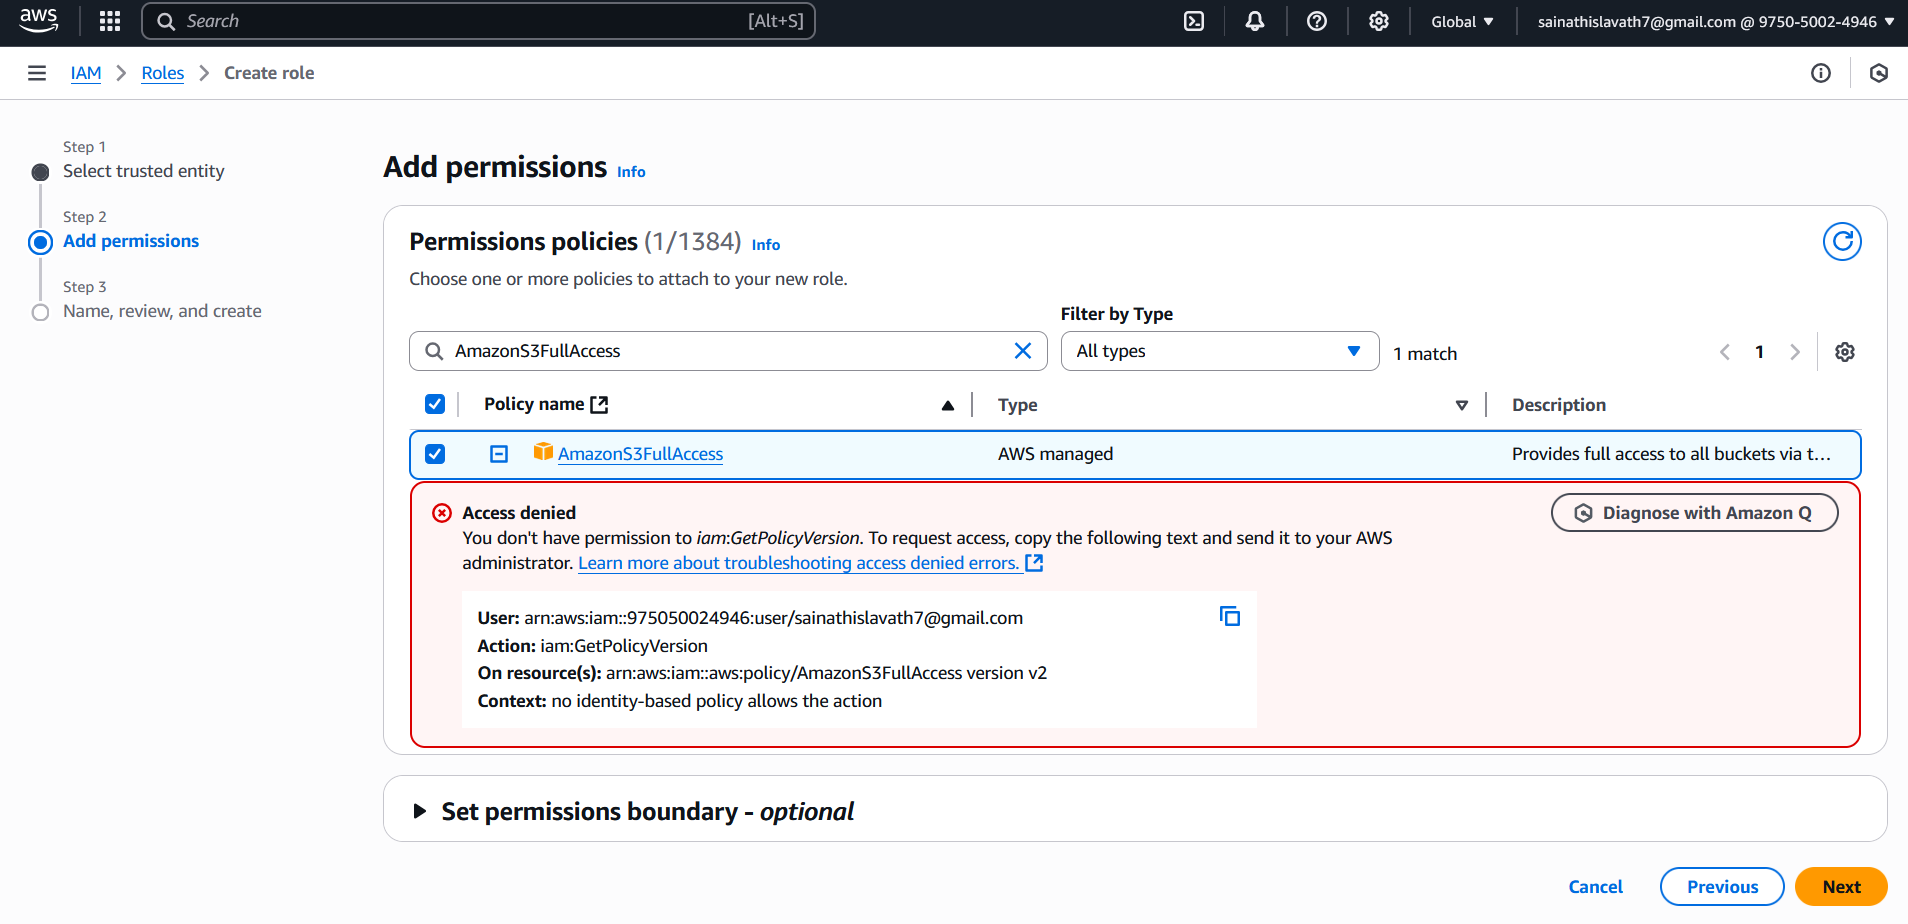 aws
Search
[Alt+S]
Global
sainathislavath7@gmail.com @ 9750-5002-4946
IAM
Roles
Create role
Step 1
Select trusted entity
Step 2
Add permissions
Step 3
Name, review, and create
Add permissions Info
Permissions policies (1/1384) Info
Choose one or more policies to attach to your new role.
Filter by Type
AmazonS3FullAccess
All types
1 match
1
Policy name
Type
Description
AmazonS3FullAccess
AWS managed
Provides full access to all buckets via t...
Access denied
Diagnose with Amazon Q
You don't have permission to iam:GetPolicyVersion. To request access, copy the following text and send it to your AWS
administrator. Learn more about troubleshooting access denied errors.
User: arn:aws:iam::975050024946:user/sainathislavath7@gmail.com
Action: iam:GetPolicyVersion
On resource(s): arn:aws:iam::aws:policy/AmazonS3FullAccess version v2
Context: no identity-based policy allows the action
Set permissions boundary - optional
Cancel
Previous
Next